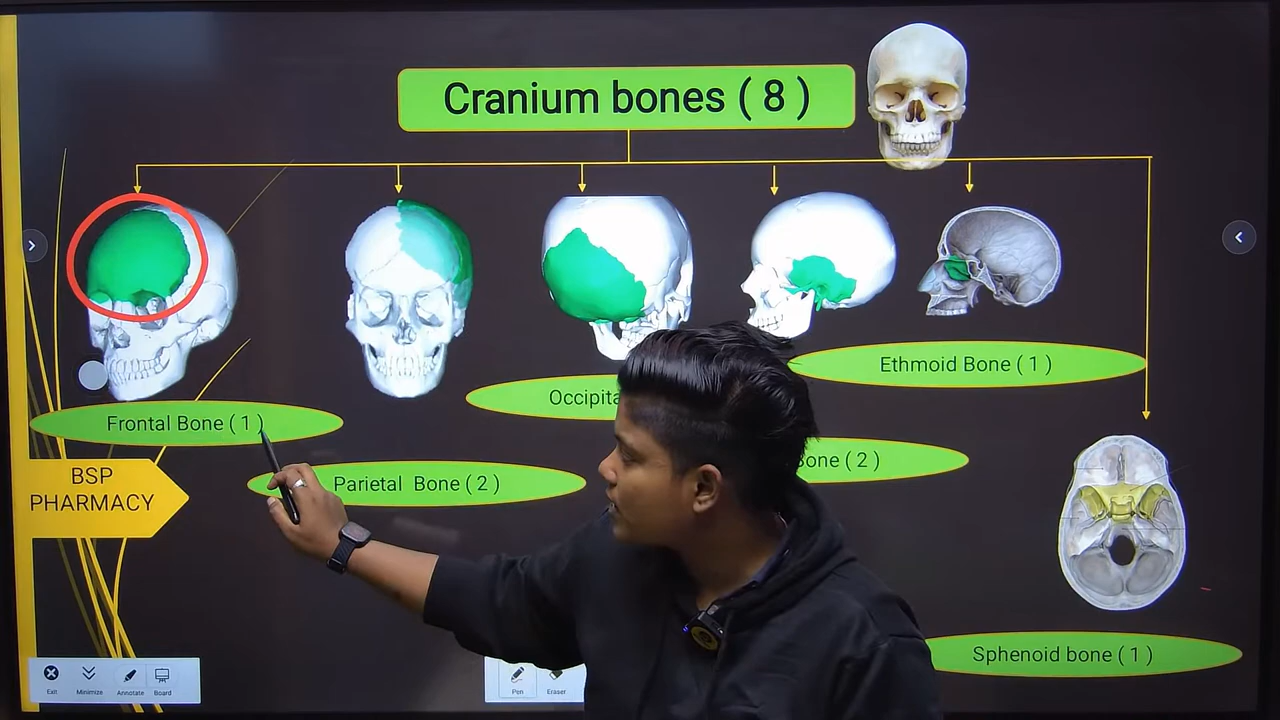 Cranium bones ( 8 )
Ethmoid Bone ( 1 )
Frontal Bone ( 1 )
Parietal Bone ( 2 )
Bone ( 2 )
BSP
PHARMACY
Sphenoid bone ( 1 )
Exit
Minimize
Annotate
Board
Pen
Eraser